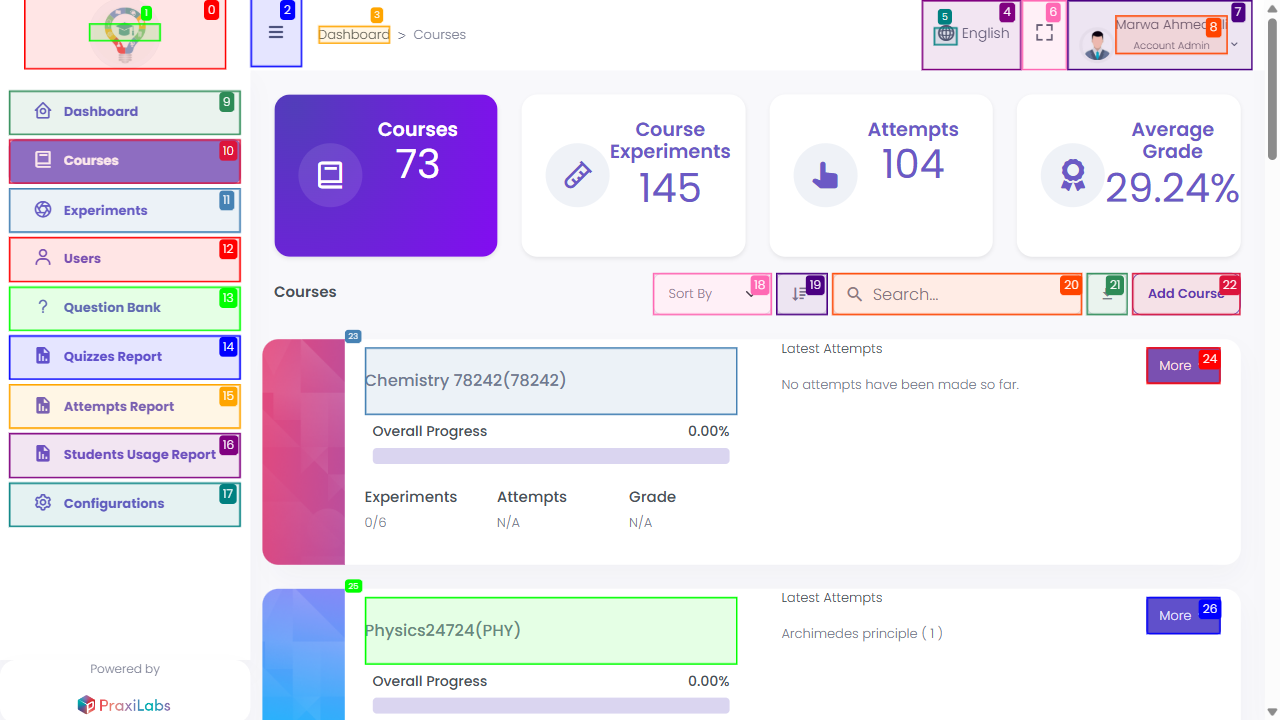 Dashboard > Courses
English
Marwa Ahmed
Account Admin
Dashboard
Courses
Experiments
Users
Question Bank
Quizzes Report
Attempts Report
Students Usage Report
Configurations
Powered by
PraxiLabs
Courses
73
Course Experiments
145
Attempts
104
Average Grade
29.24%
Courses
Sort By
Search...
Add Course
Chemistry 78242(78242)
Overall Progress
0.00%
Experiments
Attempts
Grade
0/6
N/A
N/A
Latest Attempts
No attempts have been made so far.
More
Physics24724(PHY)
Overall Progress
0.00%
Latest Attempts
Archimedes principle ( 1 )
More
0
1
2
3
4
5
6
7
8
9
10
11
12
13
14
15
16
17
18
19
20
21
22
23
24
25
26